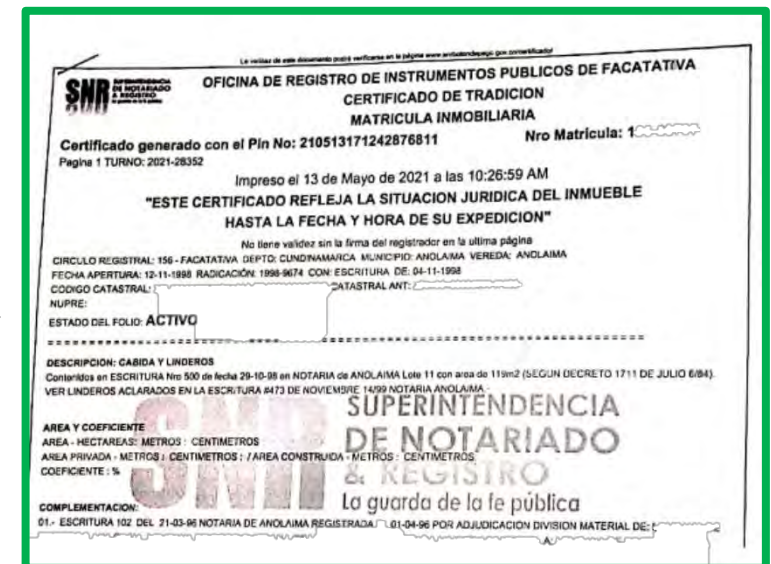 La validez de este documento podrá verificarse en la página www.snrbotondepago.gov.co/certificado/
SNR SUPERINTENDENCIA DE NOTARIADO & REGISTRO
OFICINA DE REGISTRO DE INSTRUMENTOS PUBLICOS DE FACATATIVA
CERTIFICADO DE TRADICION
MATRICULA INMOBILIARIA
Certificado generado con el Pin No: 210513171242876811 Nro Matrícula: 1
Pagina 1 TURNO: 2021-28352
Impreso el 13 de Mayo de 2021 a las 10:26:59 AM
"ESTE CERTIFICADO REFLEJA LA SITUACION JURIDICA DEL INMUEBLE
HASTA LA FECHA Y HORA DE SU EXPEDICION"
No tiene validez sin la firma del registrador en la ultima página
CIRCULO REGISTRAL: 156 - FACATATIVA DEPTO: CUNDINAMARCA MUNICIPIO: ANOLAIMA VEREDA: ANOLAIMA
FECHA APERTURA: 12-11-1998 RADICACIÓN: 1998-9674 CON: ESCRITURA DE: 04-11-1998
CODIGO CATASTRAL: CATASTRAL ANT:
NUPRE:
ESTADO DEL FOLIO: ACTIVO
DESCRIPCION: CABIDA Y LINDEROS
Contenidos en ESCRITURA Nro 500 de fecha 29-10-98 en NOTARIA de ANOLAIMA Lote 11 con area de 119m2 (SEGUN DECRETO 1711 DE JULIO 6/84).
VER LINDEROS ACLARADOS EN LA ESCRITURA #473 DE NOVIEMBRE 14/99 NOTARIA ANOLAIMA.-
SNR SUPERINTENDENCIA
DE NOTARIADO
& REGISTRO
La guarda de la fe pública
AREA Y COEFICIENTE
AREA - HECTAREAS: METROS : CENTIMETROS
AREA PRIVADA - METROS : CENTIMETROS : / AREA CONSTRUIDA - METROS : CENTIMETROS
COEFICIENTE : %
COMPLEMENTACION:
01.- ESCRITURA 102 DEL 21-03-96 NOTARIA DE ANOLAIMA REGISTRADA 01-04-96 POR ADJUDICACION DIVISION MATERIAL DE:
A: